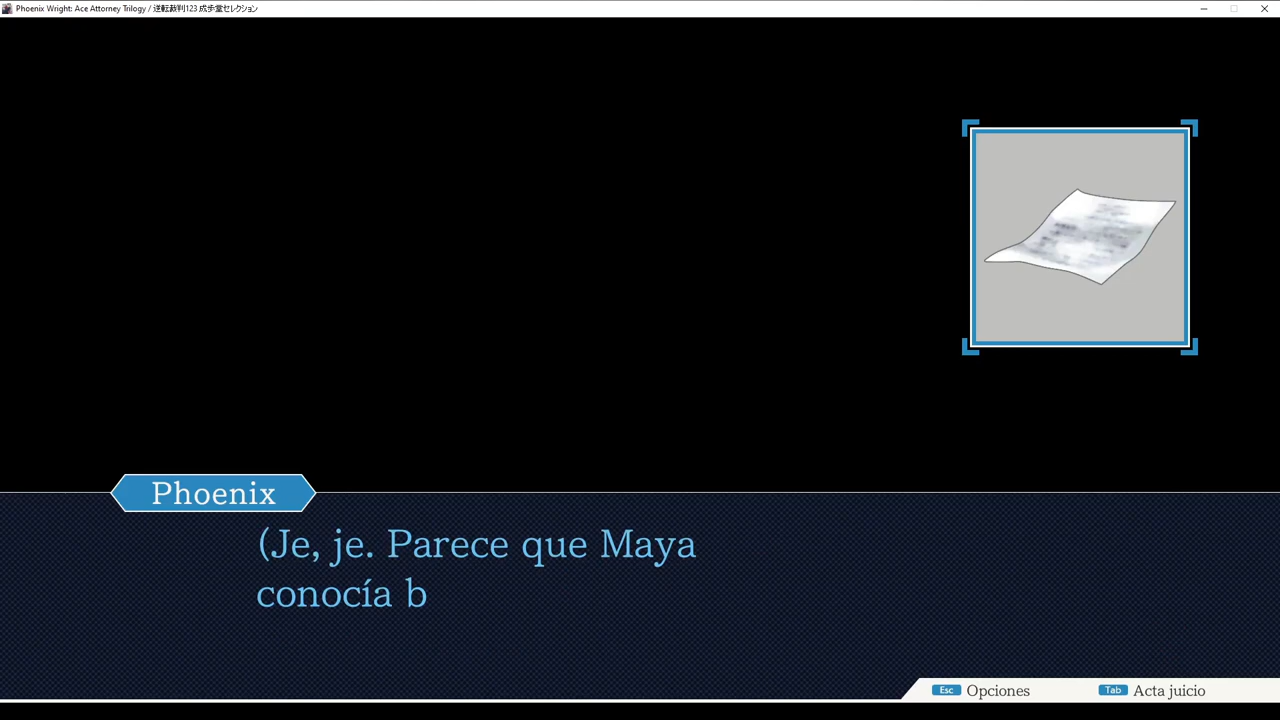 Phoenix Wright: Ace Attorney Trilogy / 逆転裁判123 成歩堂セレクション
Phoenix
(Je, je. Parece que Maya
conocía b
Esc Opciones Tab Acta juicio